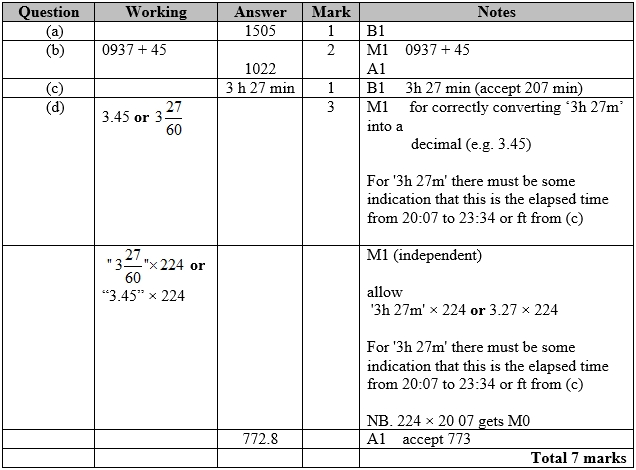 Question Working Answer Mark Notes
(a) 1505 1 B1
(b) 0937 + 45 2 M1 0937 + 45
1022 A1
(c) 3 h 27 min 1 B1 3h 27 min (accept 207 min)
(d) 3.45 or 3 27/60 3 M1 for correctly converting ‘3h 27m’
into a
decimal (e.g. 3.45)
For '3h 27m' there must be some
indication that this is the elapsed time
from 20:07 to 23:34 or ft from (c)
"3 27/60"× 224 or M1 (independent)
“3.45” × 224
allow
'3h 27m' × 224 or 3.27 × 224
For '3h 27m' there must be some
indication that this is the elapsed time
from 20:07 to 23:34 or ft from (c)
NB. 224 × 20 07 gets M0
772.8 A1 accept 773
Total 7 marks